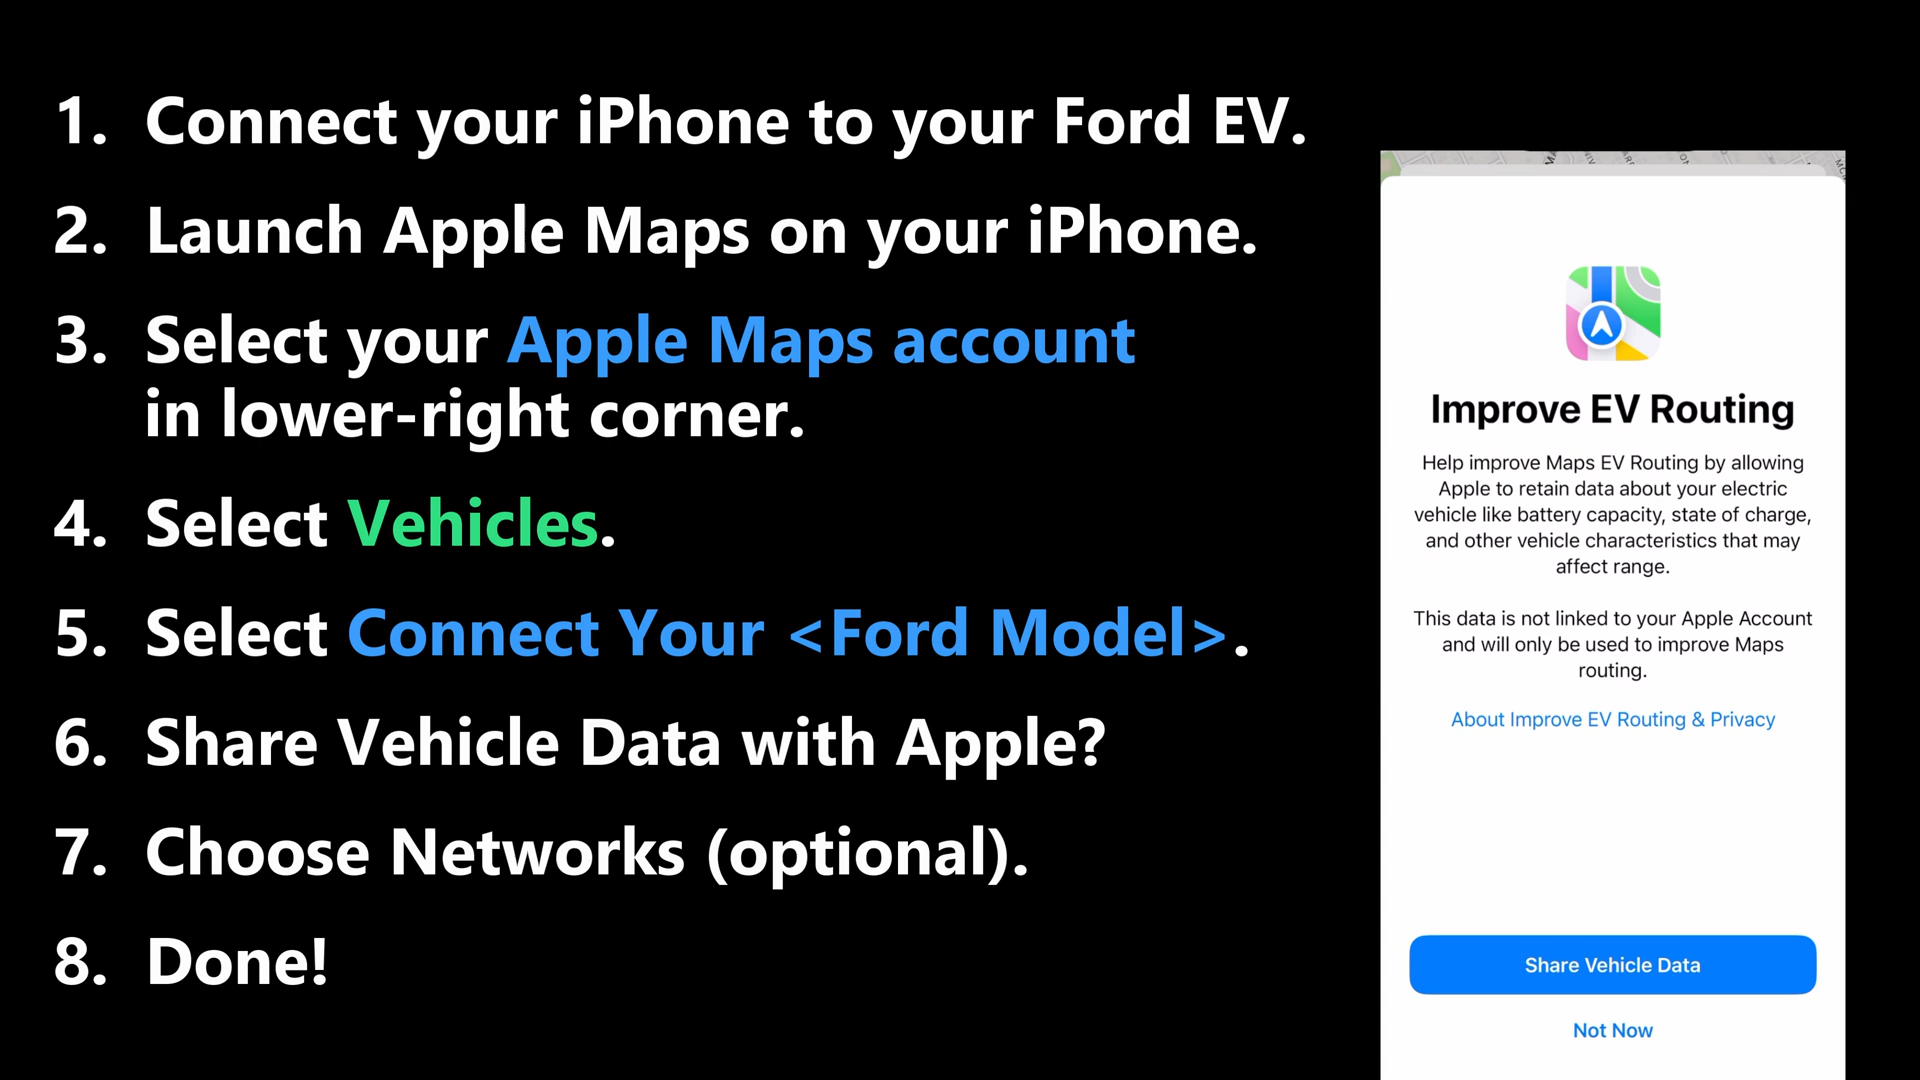 1. Connect your iPhone to your Ford EV.
2. Launch Apple Maps on your iPhone.
3. Select your Apple Maps account
in lower-right corner.
4. Select Vehicles.
5. Select Connect Your <Ford Model>.
6. Share Vehicle Data with Apple?
7. Choose Networks (optional).
8. Done!
Improve EV Routing
Help improve Maps EV Routing by allowing
Apple to retain data about your electric
vehicle like battery capacity, state of charge,
and other vehicle characteristics that may
affect range.
This data is not linked to your Apple Account
and will only be used to improve Maps
routing.
About Improve EV Routing & Privacy
Share Vehicle Data
Not Now